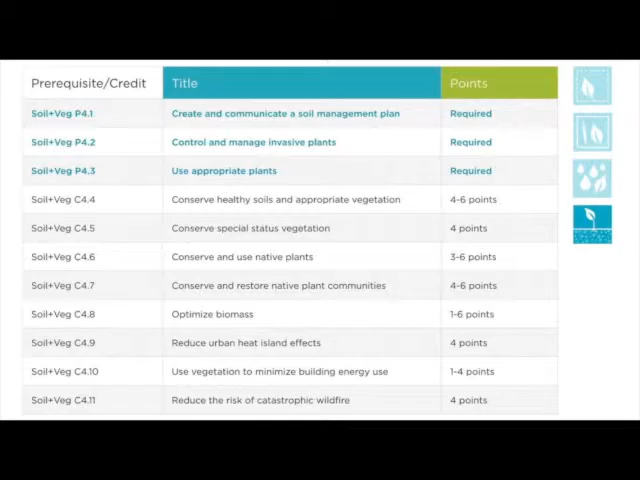 Prerequisite/Credit Title Points
Soil+Veg P4.1 Create and communicate a soil management plan Required
Soil+Veg P4.2 Control and manage invasive plants Required
Soil+Veg P4.3 Use appropriate plants Required
Soil+Veg C4.4 Conserve healthy soils and appropriate vegetation 4-6 points
Soil+Veg C4.5 Conserve special status vegetation 4 points
Soil+Veg C4.6 Conserve and use native plants 3-6 points
Soil+Veg C4.7 Conserve and restore native plant communities 4-6 points
Soil+Veg C4.8 Optimize biomass 1-6 points
Soil+Veg C4.9 Reduce urban heat island effects 4 points
Soil+Veg C4.10 Use vegetation to minimize building energy use 1-4 points
Soil+Veg C4.11 Reduce the risk of catastrophic wildfire 4 points